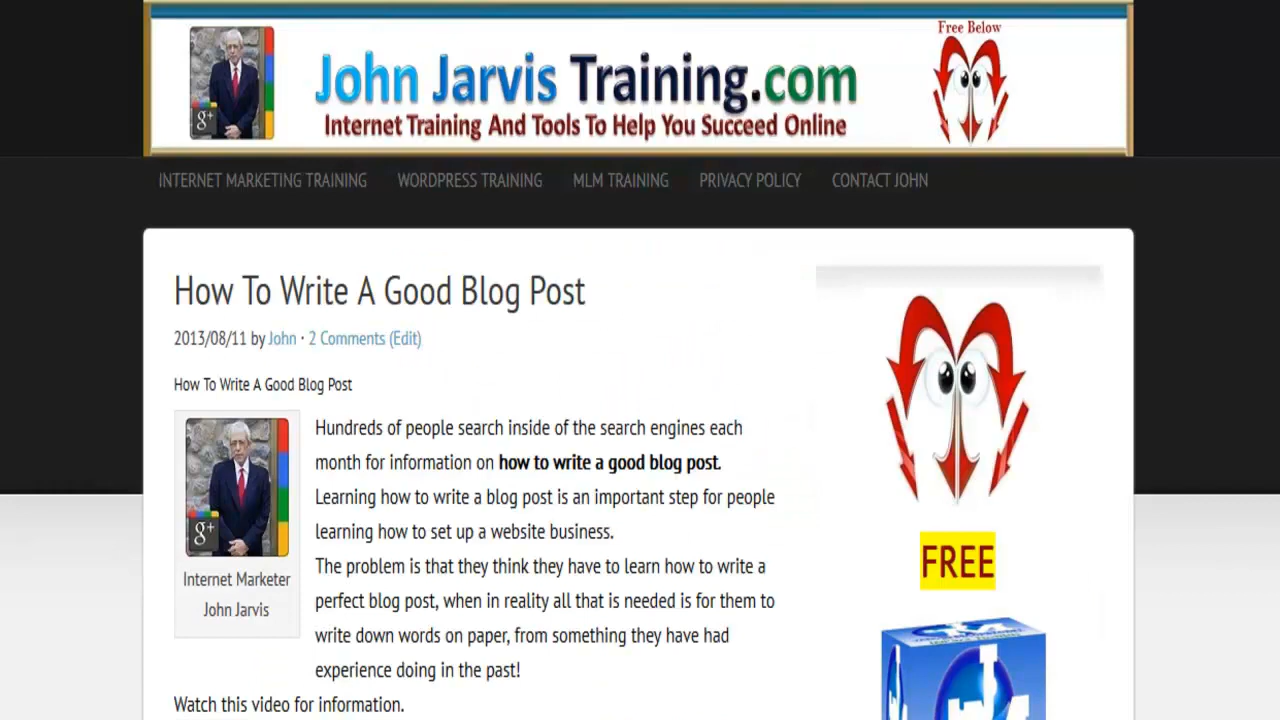 Free Below
John Jarvis Training.com
Internet Training And Tools To Help You Succeed Online
g+
INTERNET MARKETING TRAINING WORDPRESS TRAINING MLM TRAINING PRIVACY POLICY CONTACT JOHN
How To Write A Good Blog Post
2013/08/11 by John · 2 Comments (Edit)
How To Write A Good Blog Post
Hundreds of people search inside of the search engines each
month for information on how to write a good blog post.
Learning how to write a blog post is an important step for people
learning how to set up a website business.
The problem is that they think they have to learn how to write a
perfect blog post, when in reality all that is needed is for them to
write down words on paper, from something they have had
experience doing in the past!
g+
Internet Marketer
John Jarvis
Watch this video for information.
FREE